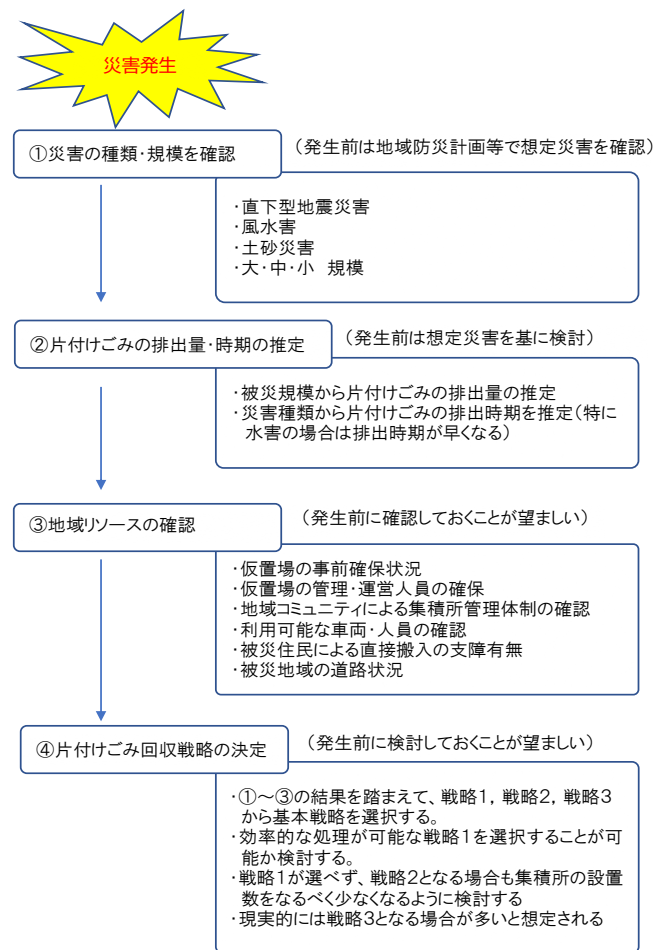 災害発生
①災害の種類・規模を確認
（発生前は地域防災計画等で想定災害を確認）
・直下型地震災害
・風水害
・土砂災害
・大・中・小　規模
②片付けごみの排出量・時期の推定
（発生前は想定災害を基に検討）
・被災規模から片付けごみの排出量の推定
・災害種類から片付けごみの排出時期を推定（特に
水害の場合は排出時期が早くなる）
③地域リソースの確認
（発生前に確認しておくことが望ましい）
・仮置場の事前確保状況
・仮置場の管理・運営人員の確保
・地域コミュニティによる集積所管理体制の確認
・利用可能な車両・人員の確認
・被災住民による直接搬入の支障有無
・被災地域の道路状況
④片付けごみ回収戦略の決定
（発生前に検討しておくことが望ましい）
・①～③の結果を踏まえて、戦略1，戦略2，戦略3
から基本戦略を選択する。
・効率的な処理が可能な戦略1を選択することが可
能か検討する。
・戦略1が選べず、戦略2となる場合も集積所の設置
数をなるべく少なくなるように検討する
・現実的には戦略3となる場合が多いと想定される